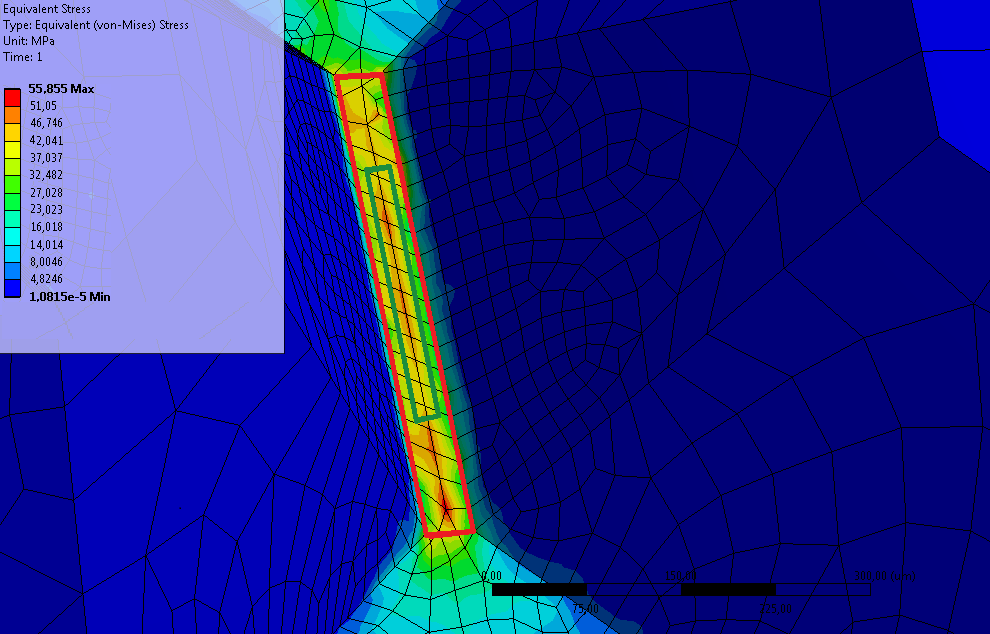 Equivalent Stress
Type: Equivalent (von-Mises) Stress
Unit: MPa
Time: 1
55,855 Max
51,05
46,746
42,041
37,037
32,482
27,028
23,023
16,018
14,014
8,0046
4,8246
1,0815e-5 Min
75,00
225,00